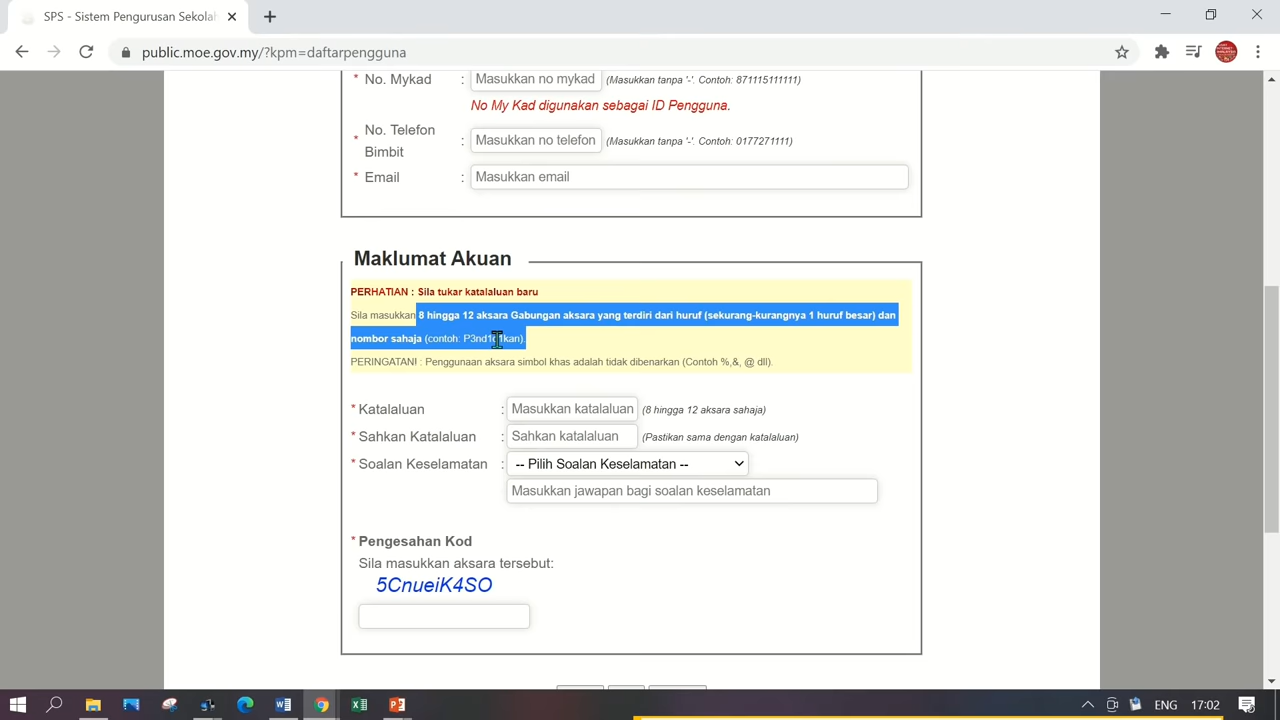 SPS - Sistem Pengurusan Sekolah
public.moe.gov.my/?kpm=daftarpengguna
* No. Mykad : Masukkan no mykad (Masukkan tanpa '-'. Contoh: 871115111111)
No My Kad digunakan sebagai ID Pengguna.
* No. Telefon Bimbit : Masukkan no telefon (Masukkan tanpa '-'. Contoh: 0177271111)
* Email : Masukkan email
Maklumat Akuan
PERHATIAN : Sila tukar katalaluan baru
Sila masukkan 8 hingga 12 aksara Gabungan aksara yang terdiri dari huruf (sekurang-kurangnya 1 huruf besar) dan
nombor sahaja (contoh:
PERINGATANI : Penggunaan aksara simbol khas adalah tidak dibenarkan (Contoh %,&, @ dll).
* Katalaluan : Masukkan katalaluan (8 hingga 12 aksara sahaja)
* Sahkan Katalaluan : Sahkan katalaluan (Pastikan sama dengan katalaluan)
* Soalan Keselamatan : -- Pilih Soalan Keselamatan --
Masukkan jawapan bagi soalan keselamatan
* Pengesahan Kod
Sila masukkan aksara tersebut:
5CnueiK4SO
ENG 17:02